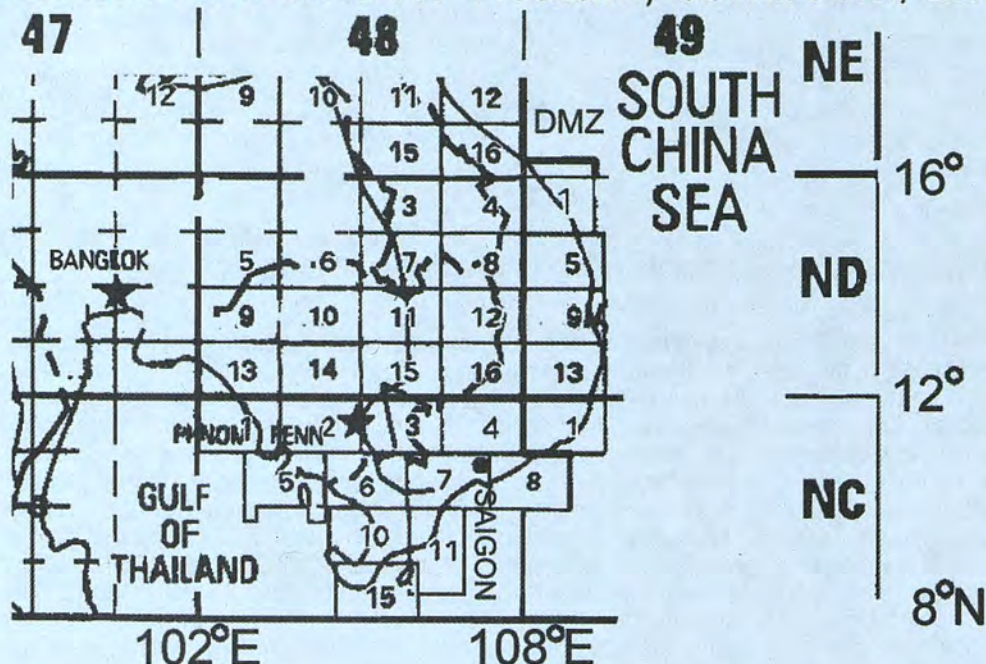 47 48 49
SOUTH CHINA SEA
NE
12 9 10 11 12
DMZ
15 16
16°
3 4 1
BANGLOK
5 6 7 8 5
ND
9 10 11 12 9
13 14 15 16 13
12°
1 PENN 2 3 4 1
5 6 7 8
NC
GULF OF THAILAND
10 11
SAIGON
15
8°N
102°E 108°E